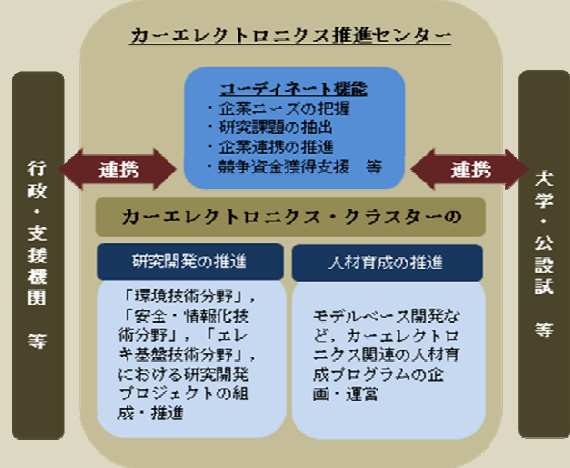 カーエレクトロニクス推進センター
コーディネート機能
・企業ニーズの把握
・研究課題の抽出
・企業連携の推進
・競争資金獲得支援　等
行政・支援機関　等
連携
連携
大学・公設試　等
カーエレクトロニクス・クラスターの
研究開発の推進
「環境技術分野」，
「安全・情報化技
術分野」，「エレ
キ基盤技術分野」，
における研究開発
プロジェクトの組
成・推進
人材育成の推進
モデルベース開発な
ど，カーエレクトロ
ニクス関連の人材育
成プログラムの企
画・運営